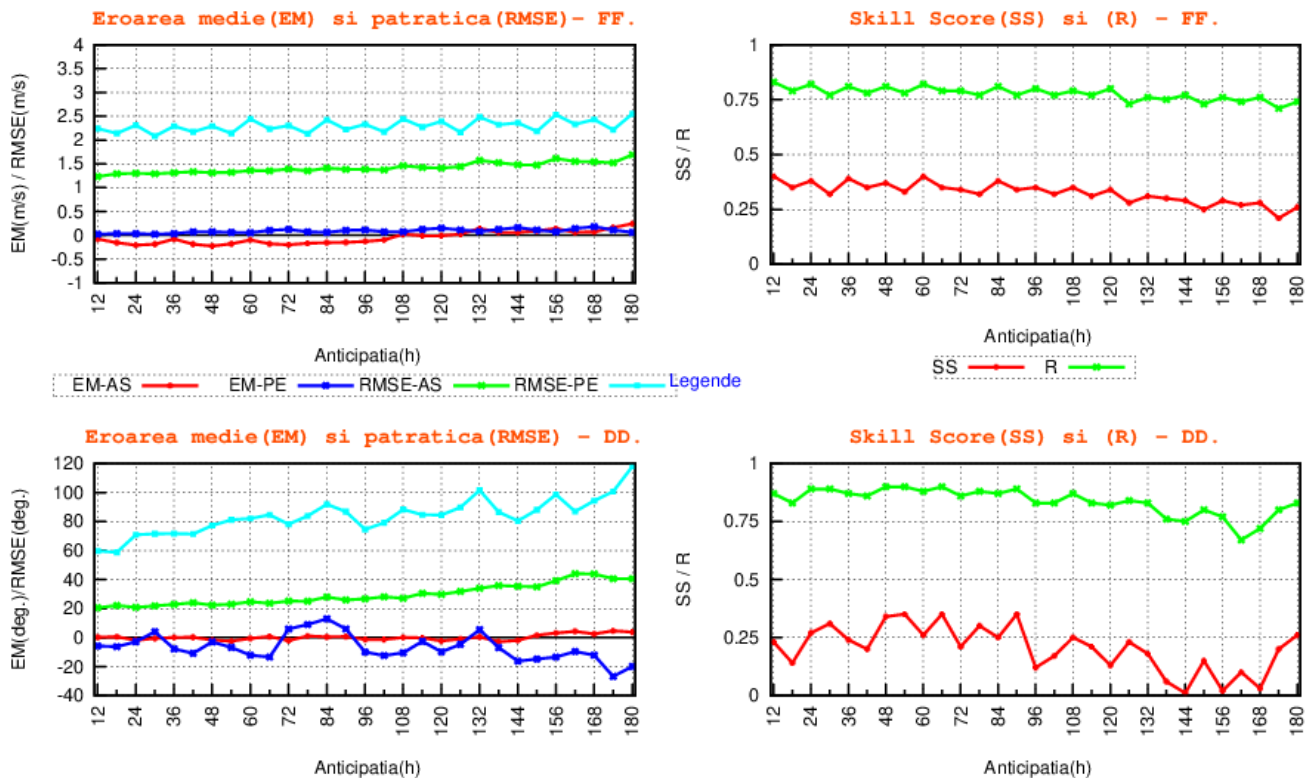 Eroarea medie(EM) si patratica(RMSE)- FF.
4
3.5
3
2.5
2
1.5
1
0.5
0
-0.5
-1
EM(m/s) / RMSE(m/s)
12 24 36 48 60 72 84 96 108 120 132 144 156 168 180
Anticipatia(h)
EM-AS EM-PE RMSE-AS RMSE-PE Legende
Skill Score(SS) si (R) - FF.
1
0.75
0.5
0.25
0
SS / R
12 24 36 48 60 72 84 96 108 120 132 144 156 168 180
Anticipatia(h)
SS R
Eroarea medie(EM) si patratica(RMSE) - DD.
120
100
80
60
40
20
0
-20
-40
EM(deg.)/RMSE(deg.)
12 24 36 48 60 72 84 96 108 120 132 144 156 168 180
Anticipatia(h)
Skill Score(SS) si (R) - DD.
1
0.75
0.5
0.25
0
SS / R
12 24 36 48 60 72 84 96 108 120 132 144 156 168 180
Anticipatia(h)